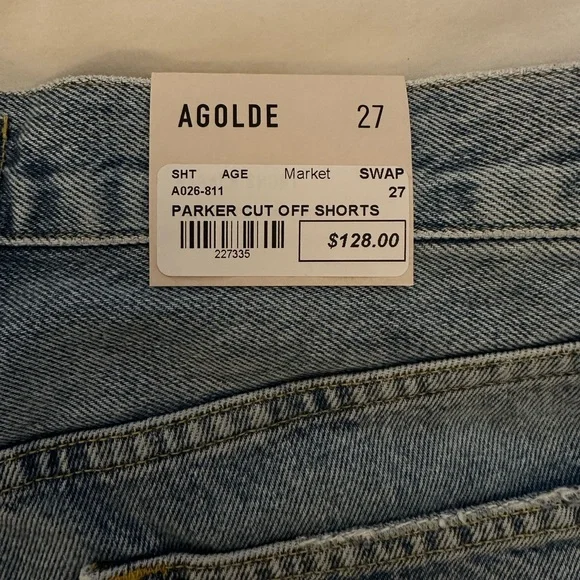 AGOLDE 27
SHT AGE Market SWAP
A026-811 27
PARKER CUT OFF SHORTS
227335 $128.00